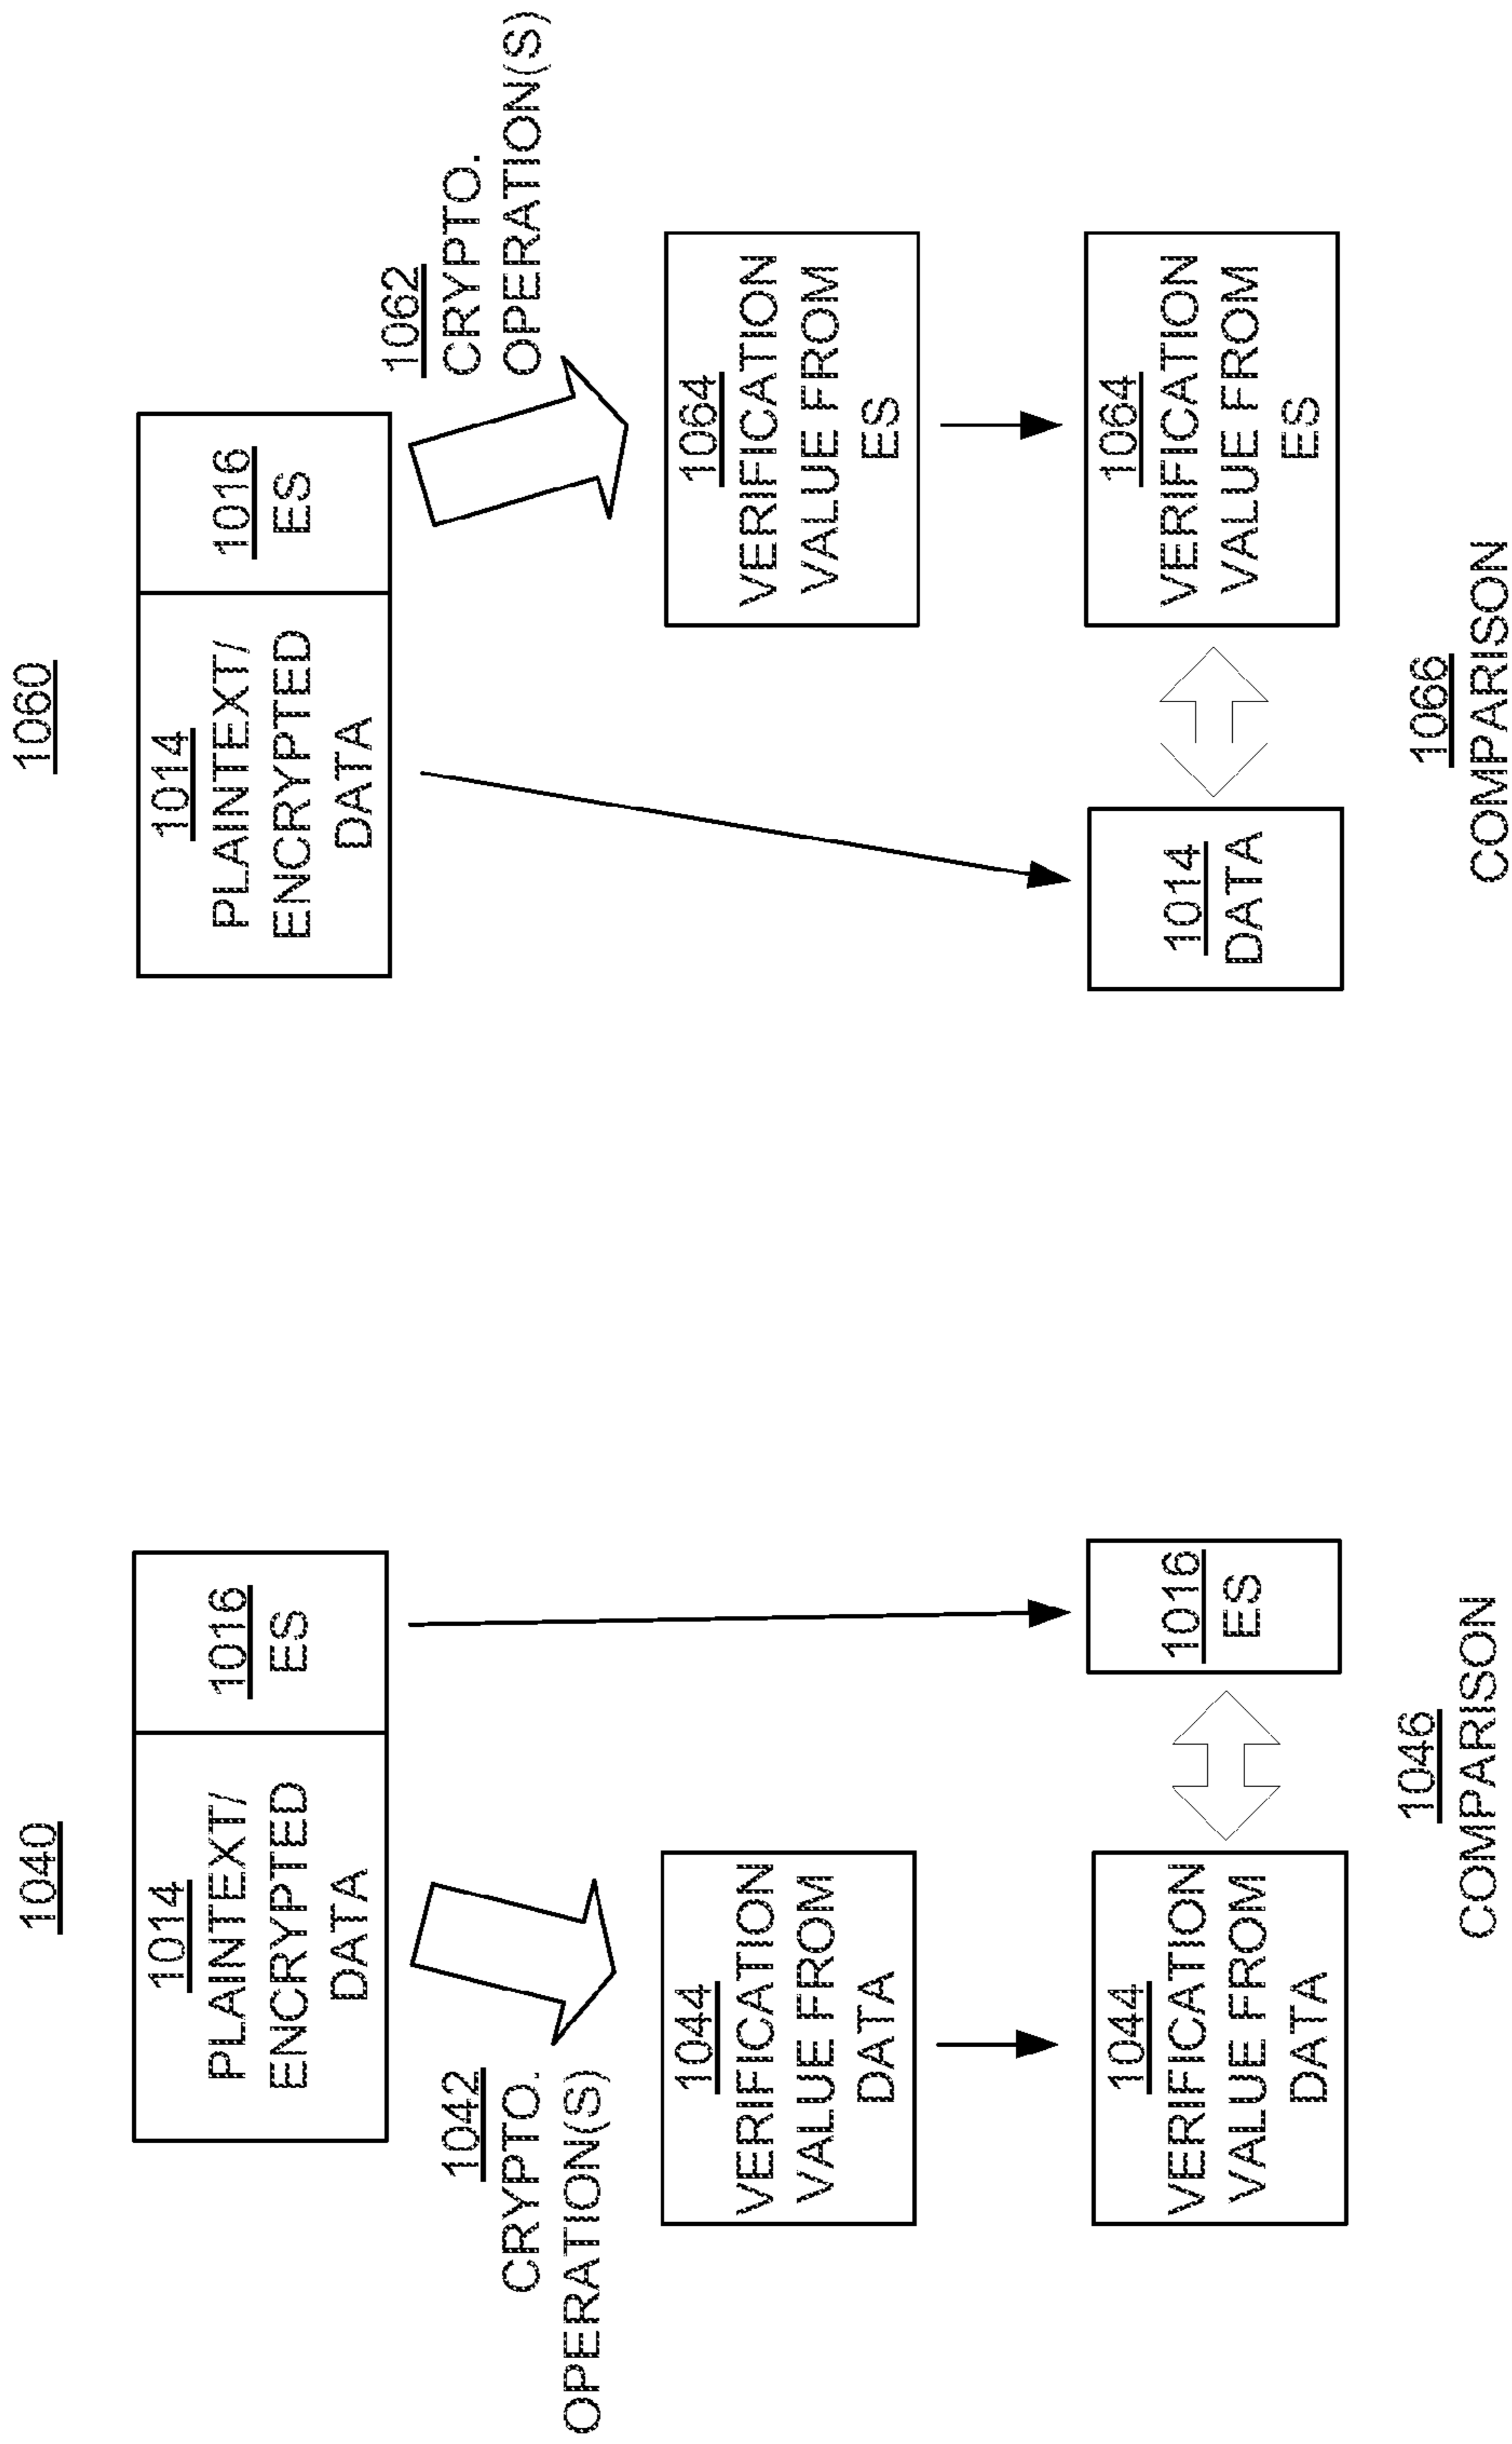 1040
1014
PLAINTEXT/
ENCRYPTED
DATA
1016
ES
1042
CRYPTO.
OPERATION(S)
1044
VERIFICATION
VALUE FROM
DATA
1044
VERIFICATION
VALUE FROM
DATA
1016
ES
1046
COMPARISON
1060
1014
PLAINTEXT/
ENCRYPTED
DATA
1016
ES
1062
CRYPTO.
OPERATION(S)
1064
VERIFICATION
VALUE FROM
ES
1014
DATA
1064
VERIFICATION
VALUE FROM
ES
1066
COMPARISON